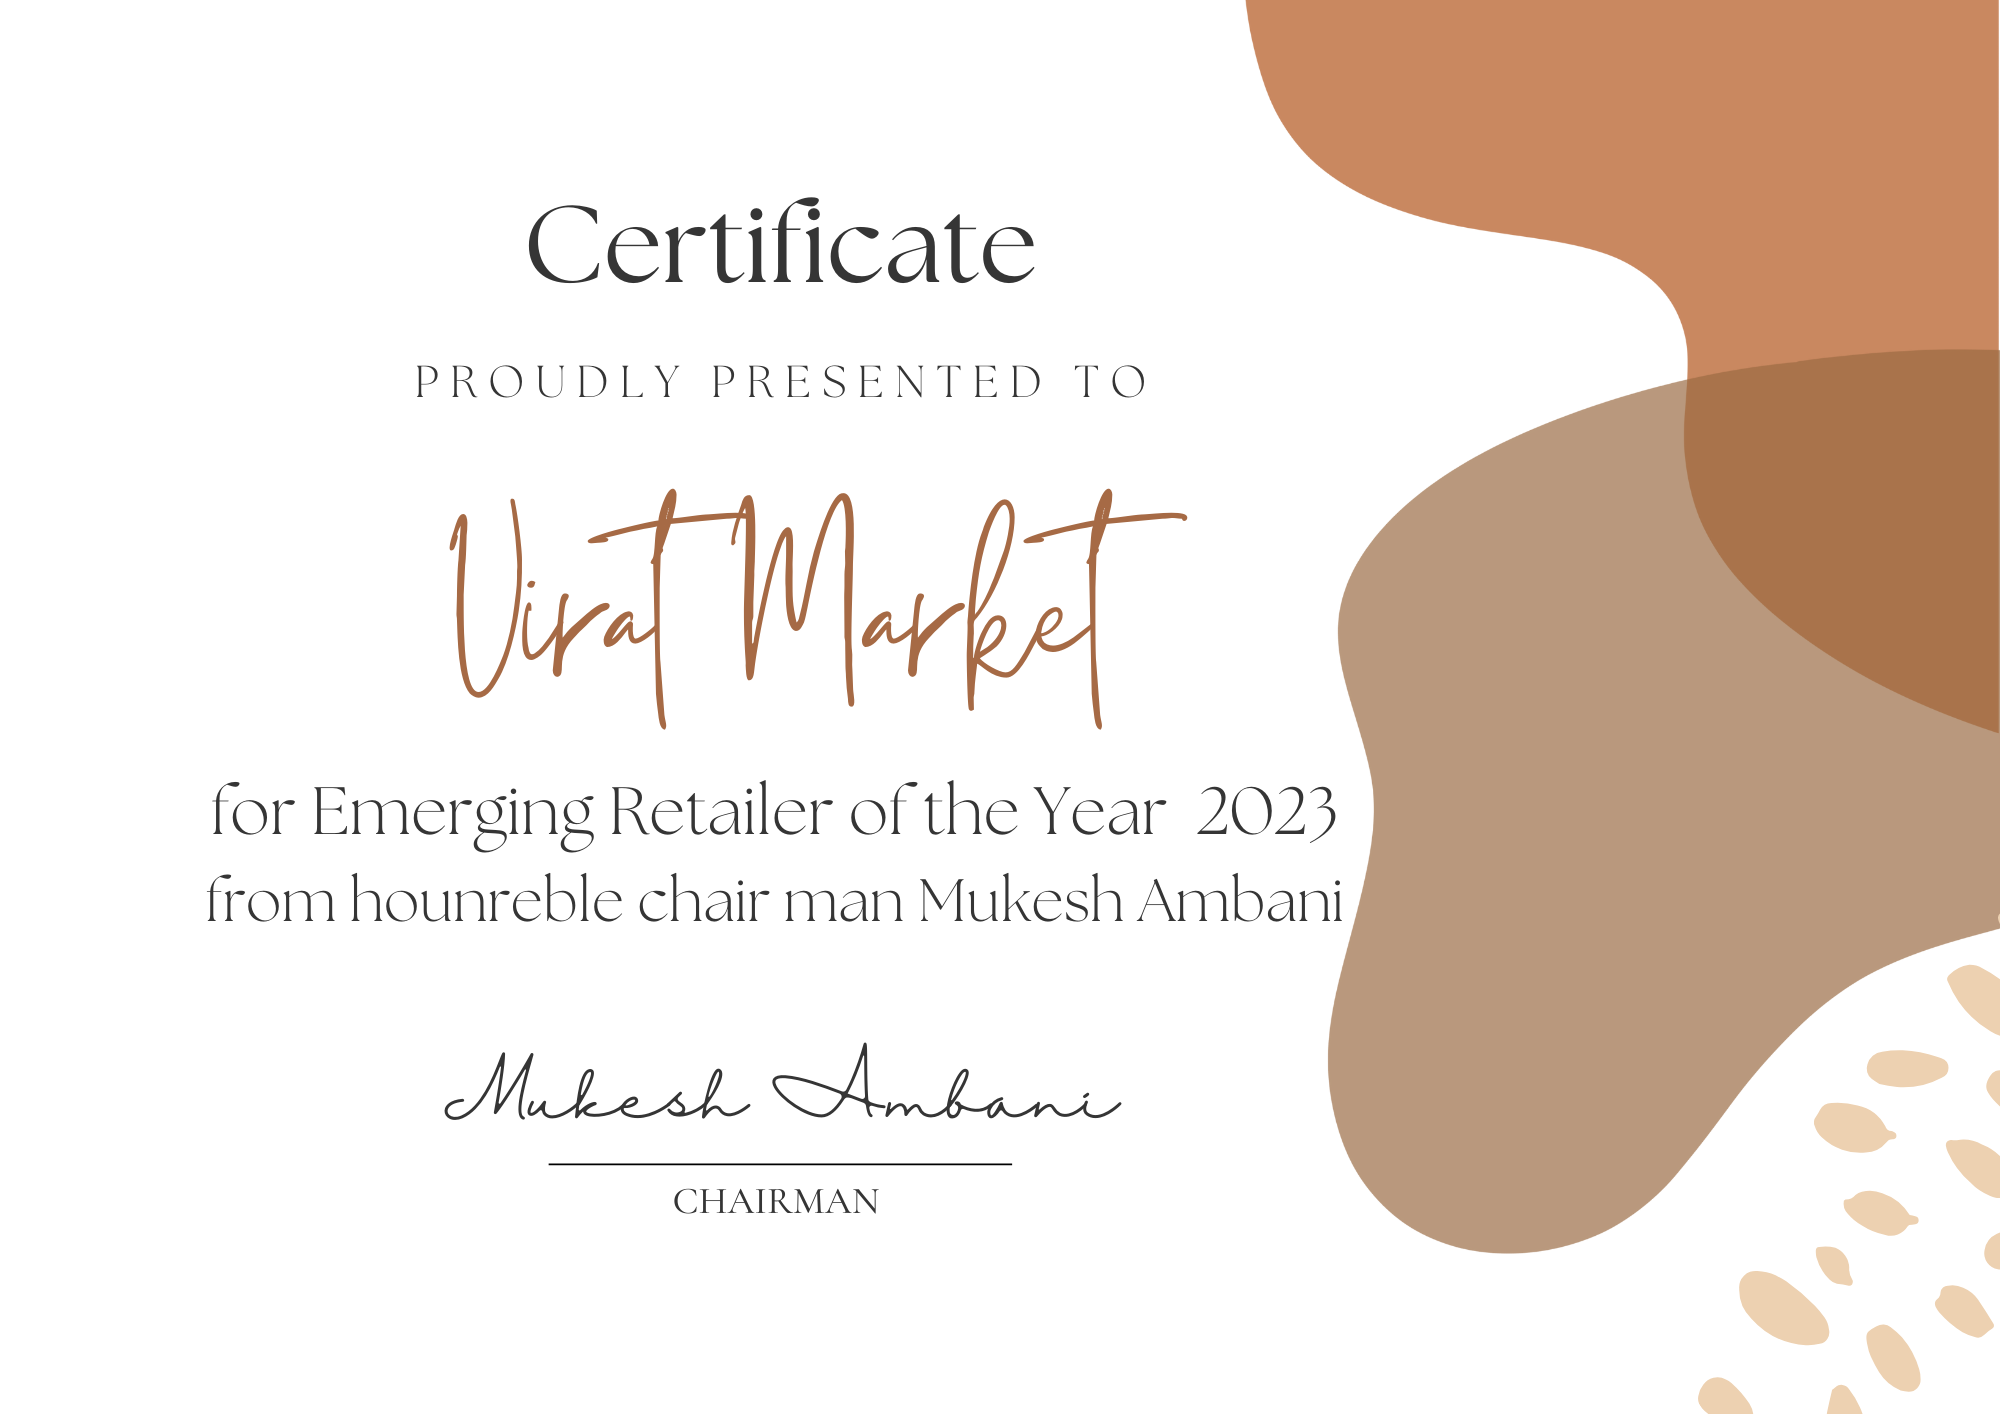 Certificate
PROUDLY PRESENTED TO
Virat Market
for Emerging Retailer of the Year 2023
from hounreble chair man Mukesh Ambani
Mukesh Ambani
CHAIRMAN